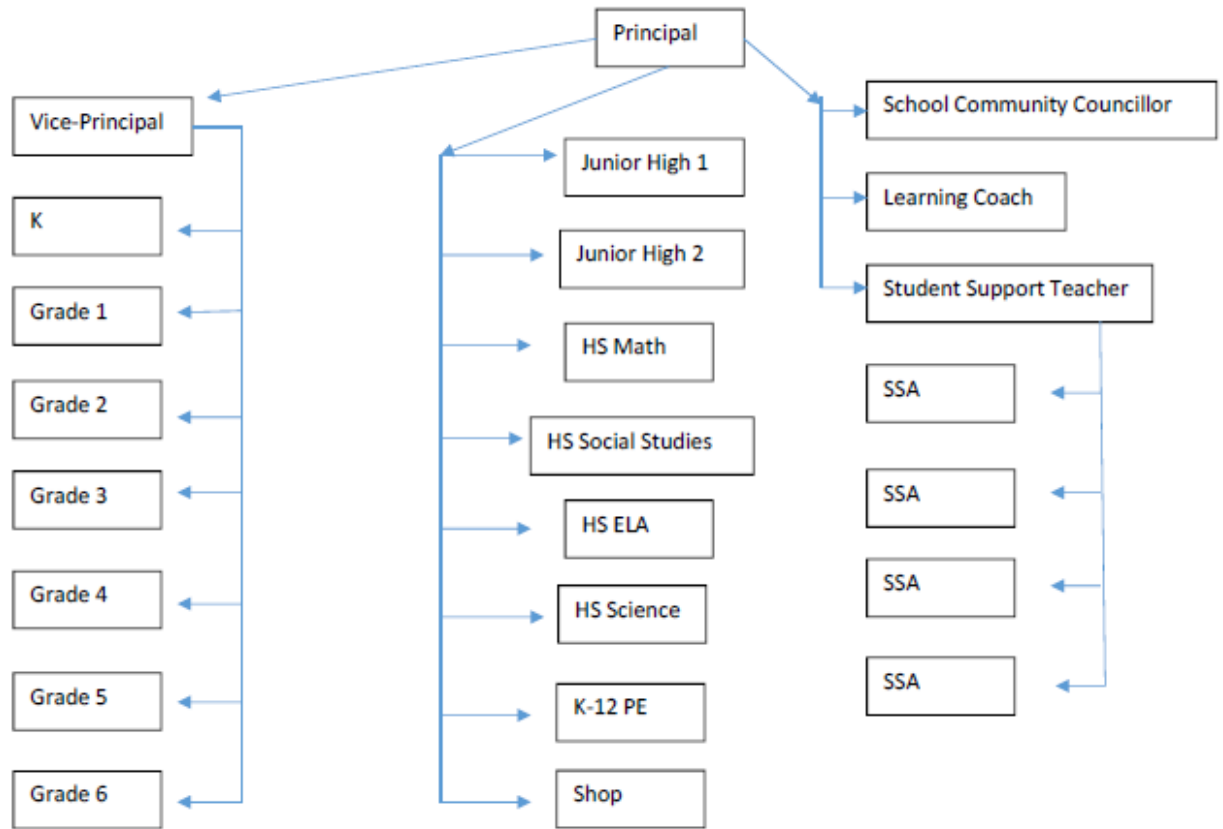 Principal
Vice-Principal
K
Grade 1
Grade 2
Grade 3
Grade 4
Grade 5
Grade 6
Junior High 1
Junior High 2
HS Math
HS Social Studies
HS ELA
HS Science
K-12 PE
Shop
School Community Councillor
Learning Coach
Student Support Teacher
SSA
SSA
SSA
SSA